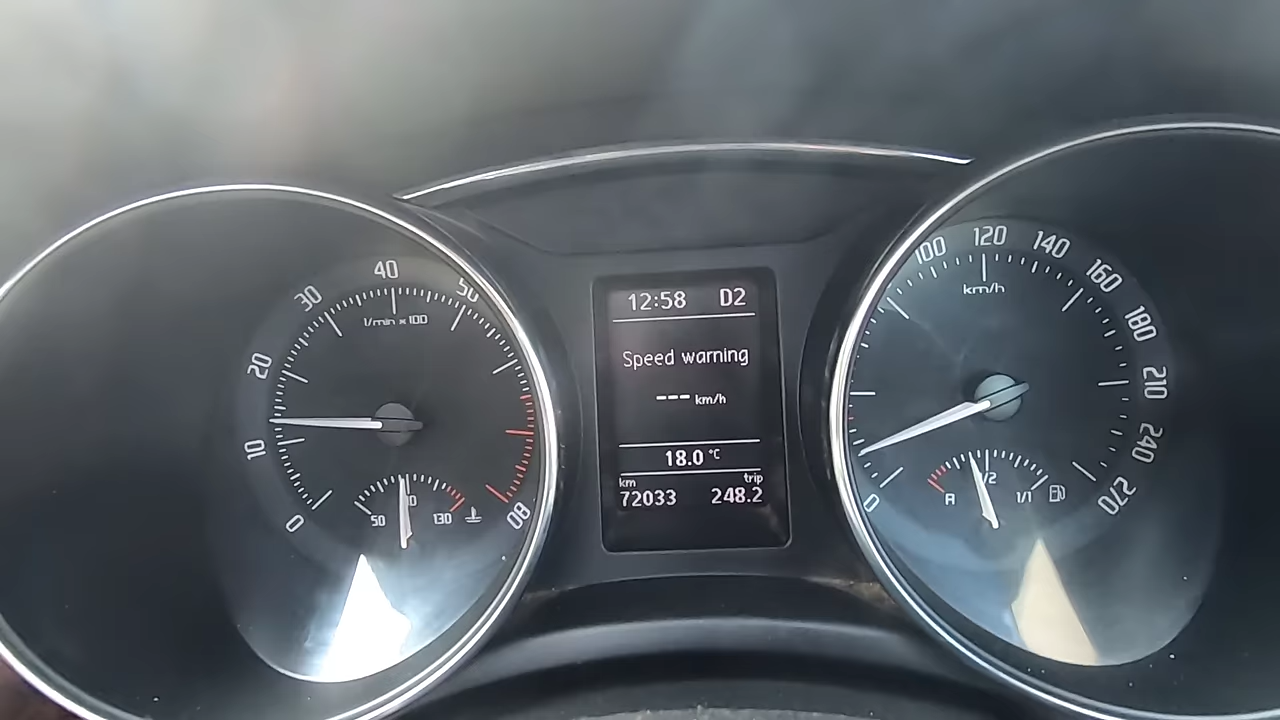 40
30
50
20
10
0
80
1/min x 100
50
130
12:58 D2
Speed warning
--- km/h
18.0 °C
km trip
72033 248.2
100
120
140
160
180
210
240
270
0
km/h
R
1/2
1/1